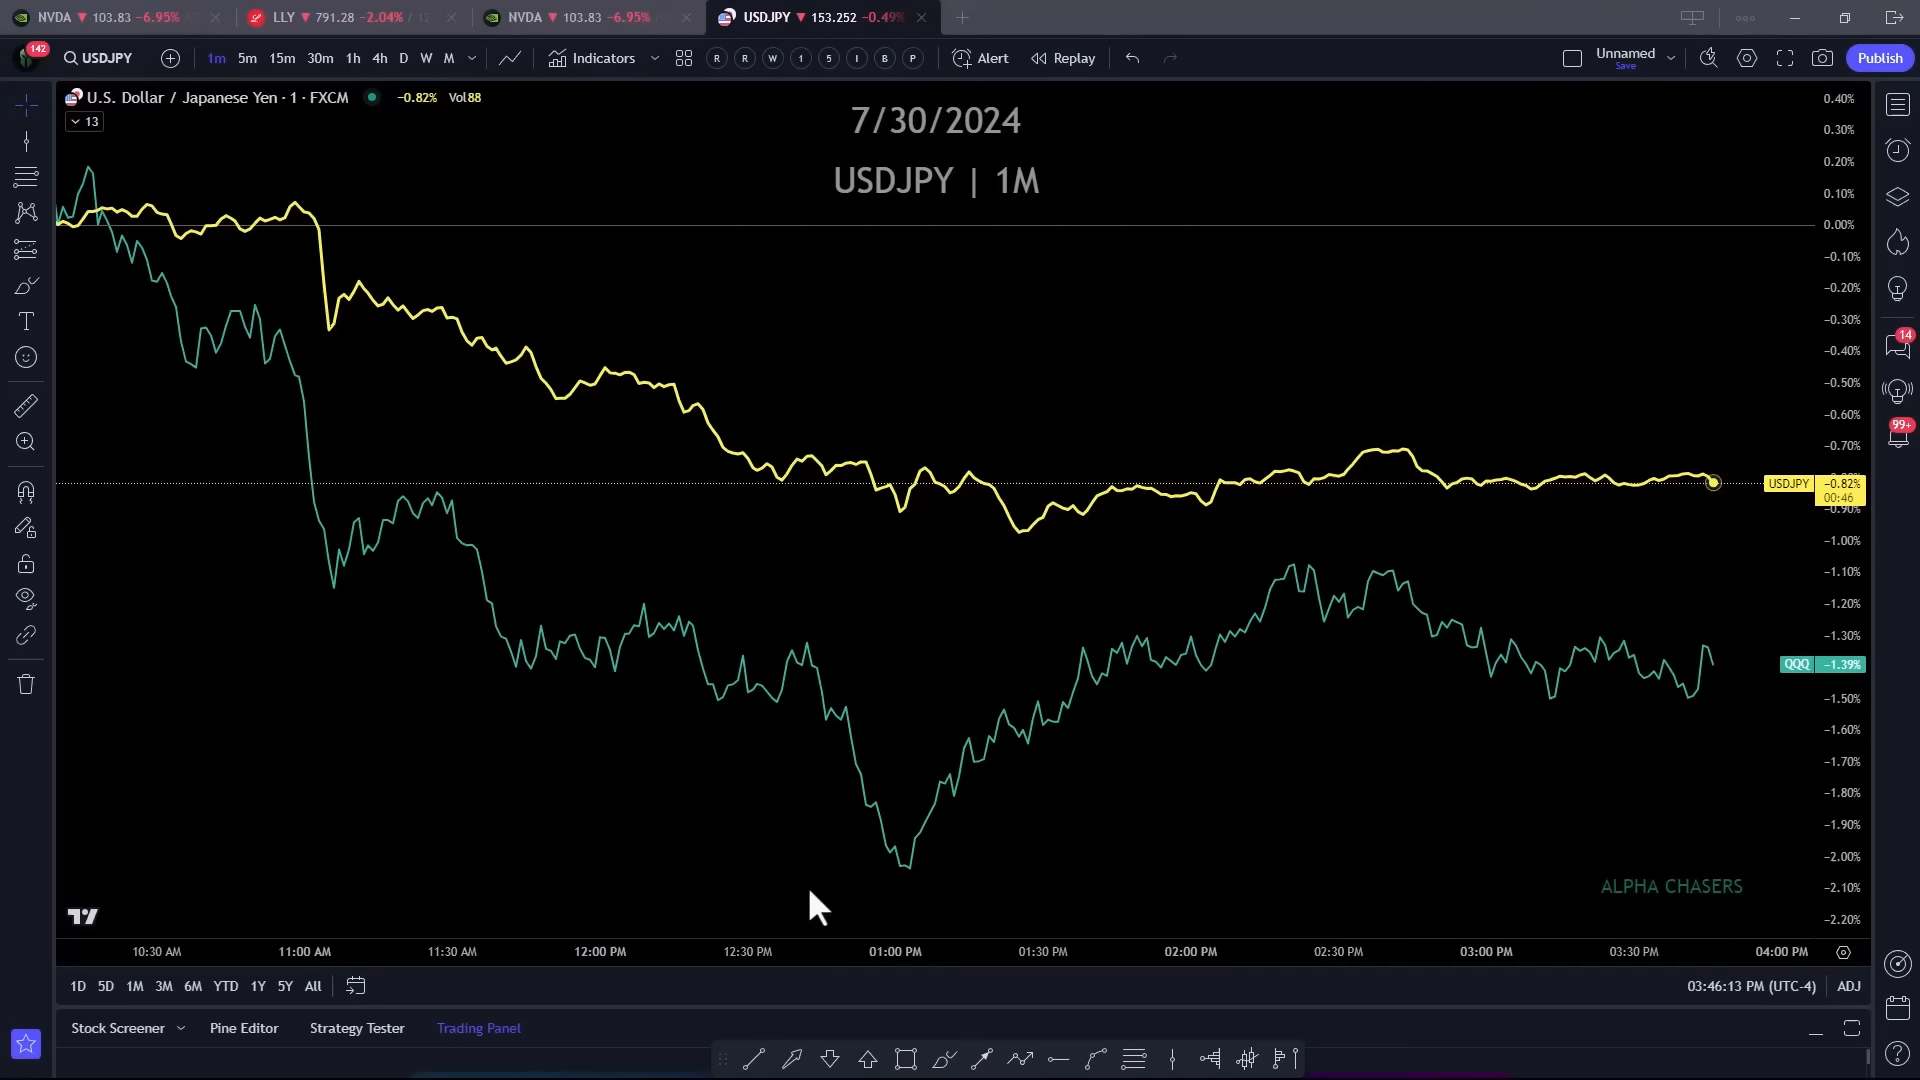 NVDA ▼ 103.83 −6.95%
LLY ▼ 791.28 −2.04% / 12
NVDA ▼ 103.83 −6.95%
USDJPY ▼ 153.252 −0.49%
142
USDJPY
1m 5m 15m 30m 1h 4h D W M
Indicators
R R W 1 5 I B P
Alert
Replay
Unnamed
Save
Publish
U.S. Dollar / Japanese Yen · 1 · FXCM
−0.82% Vol88
13
7/30/2024
USDJPY | 1M
0.40%
0.30%
0.20%
0.10%
0.00%
−0.10%
−0.20%
−0.30%
−0.40%
−0.50%
−0.60%
−0.70%
USDJPY −0.82%
00:46
−0.90%
−1.00%
−1.10%
−1.20%
−1.30%
QQQ −1.39%
−1.50%
−1.60%
−1.70%
−1.80%
−1.90%
−2.00%
−2.10%
−2.20%
ALPHA CHASERS
14
99+
10:30 AM 11:00 AM 11:30 AM 12:00 PM 12:30 PM 01:00 PM 01:30 PM 02:00 PM 02:30 PM 03:00 PM 03:30 PM 04:00 PM
1D 5D 1M 3M 6M YTD 1Y 5Y All
03:46:13 PM (UTC-4) ADJ
Stock Screener Pine Editor Strategy Tester Trading Panel